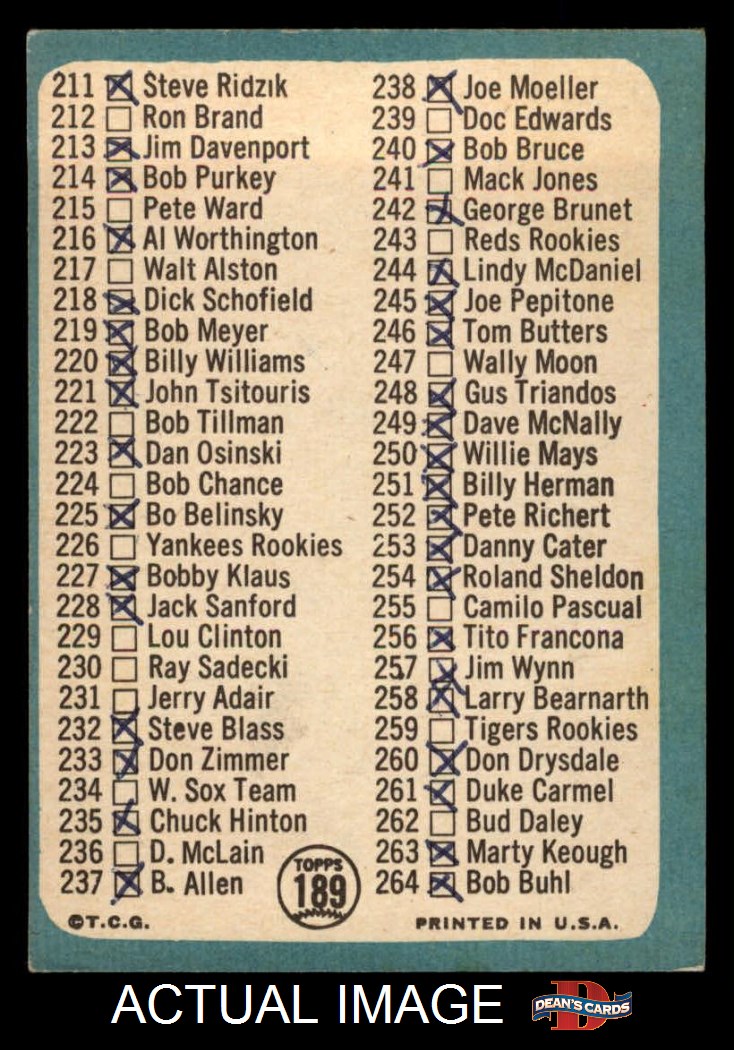 211 Steve Ridzik
212 Ron Brand
213 Jim Davenport
214 Bob Purkey
215 Pete Ward
216 Al Worthington
217 Walt Alston
218 Dick Schofield
219 Bob Meyer
220 Billy Williams
221 John Tsitouris
222 Bob Tillman
223 Dan Osinski
224 Bob Chance
225 Bo Belinsky
226 Yankees Rookies
227 Bobby Klaus
228 Jack Sanford
229 Lou Clinton
230 Ray Sadecki
231 Jerry Adair
232 Steve Blass
233 Don Zimmer
234 W. Sox Team
235 Chuck Hinton
236 D. McLain
237 B. Allen
238 Joe Moeller
239 Doc Edwards
240 Bob Bruce
241 Mack Jones
242 George Brunet
243 Reds Rookies
244 Lindy McDaniel
245 Joe Pepitone
246 Tom Butters
247 Wally Moon
248 Gus Triandos
249 Dave McNally
250 Willie Mays
251 Billy Herman
252 Pete Richert
253 Danny Cater
254 Roland Sheldon
255 Camilo Pascual
256 Tito Francona
257 Jim Wynn
258 Larry Bearnarth
259 Tigers Rookies
260 Don Drysdale
261 Duke Carmel
262 Bud Daley
263 Marty Keough
264 Bob Buhl
TOPPS
189
©T.C.G.
PRINTED IN U.S.A.
ACTUAL IMAGE
D
DEAN'S CARDS